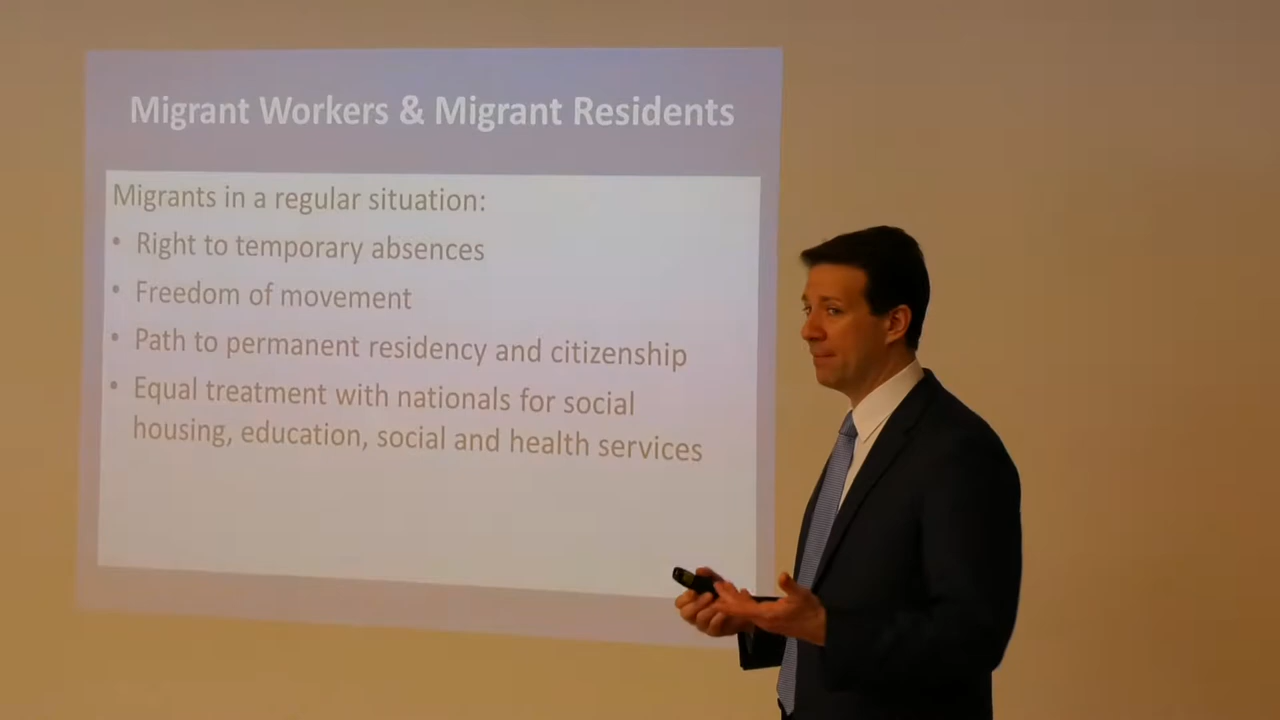 Migrant Workers & Migrant Residents
Migrants in a regular situation:
• Right to temporary absences
• Freedom of movement
• Path to permanent residency and citizenship
• Equal treatment with nationals for social
housing, education, social and health services